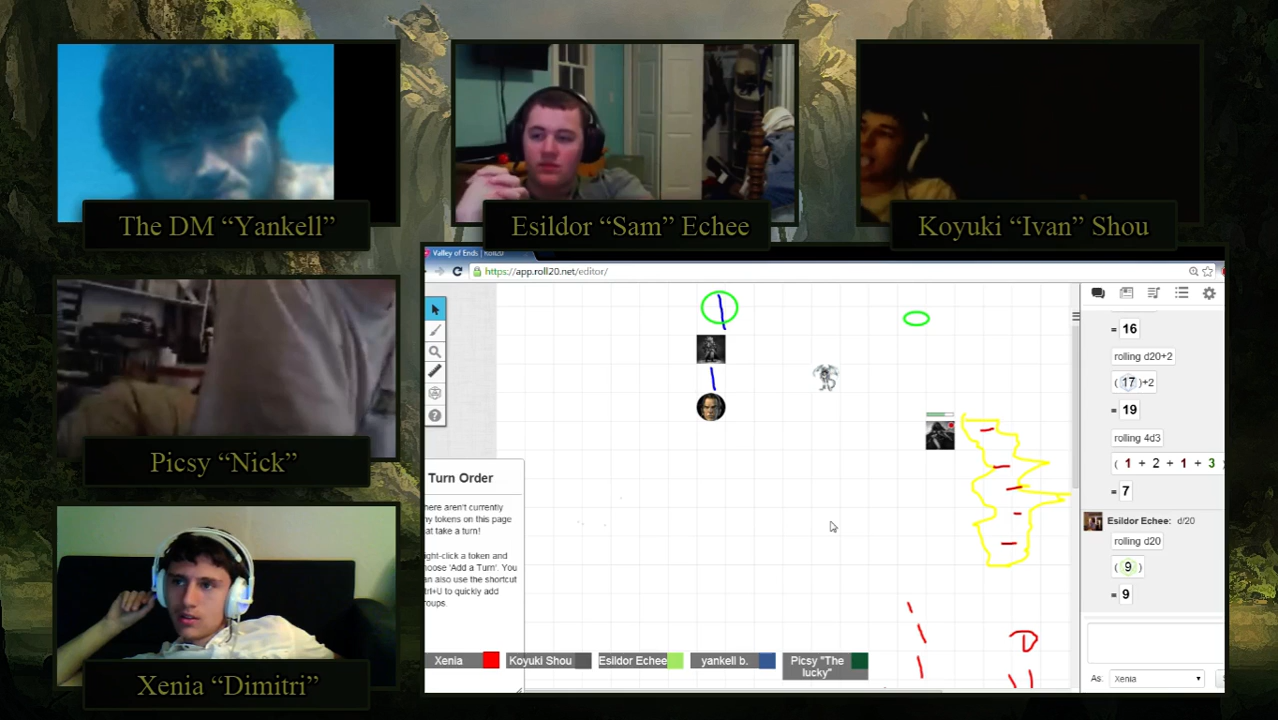 The DM “Yankell”
Esildor “Sam” Echee
Koyuki “Ivan” Shou
Picsy “Nick”
Xenia “Dimitri”
Valley of Ends | Roll20
https://app.roll20.net/editor/
= 16
rolling d20+2
(17)+2
= 19
rolling 4d3
( 1 + 2 + 1 + 3
= 7
Esildor Echee: d/20
rolling d20
( 9 )
= 9
As: Xenia
Turn Order
here aren't currently
ny tokens on this page
at take a turn!
ight-click a token and
hoose 'Add a Turn'. You
an also use the shortcut
trl+U to quickly add
roups.
Xenia
Koyuki Shou
Esildor Echee
yankell b.
Picsy "The
lucky"
D